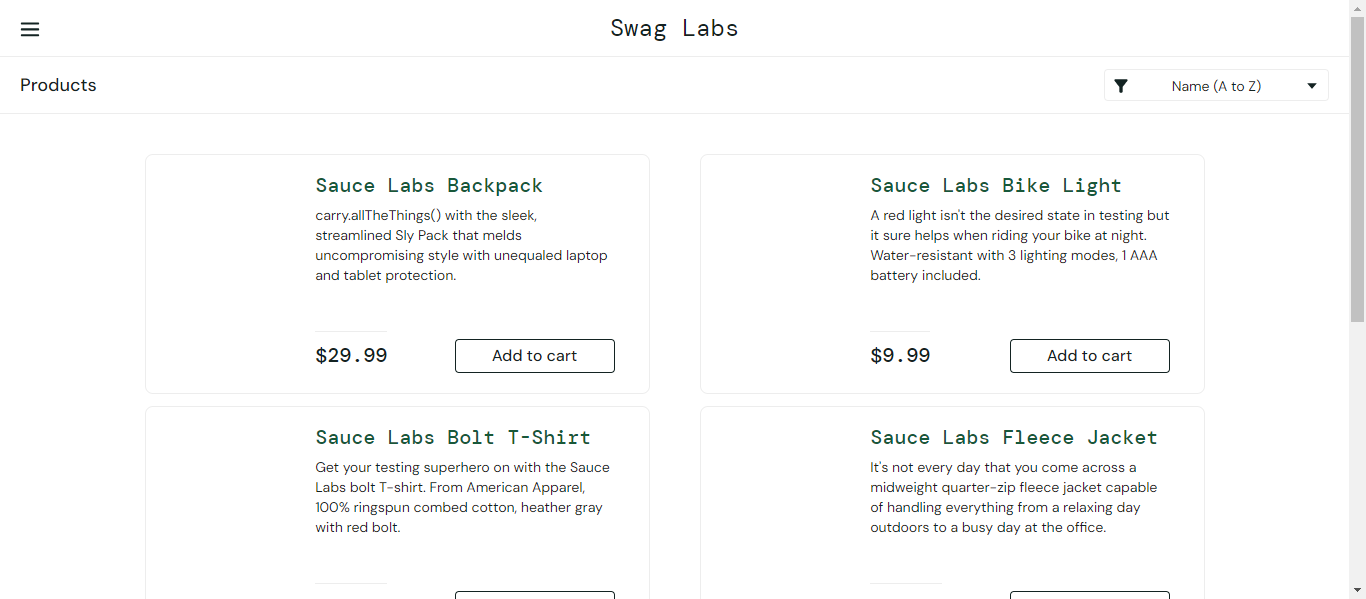 Swag Labs
Products
Name (A to Z)
Sauce Labs Backpack
carry.allTheThings() with the sleek,
streamlined Sly Pack that melds
uncompromising style with unequaled laptop
and tablet protection.
$29.99
Add to cart
Sauce Labs Bike Light
A red light isn't the desired state in testing but
it sure helps when riding your bike at night.
Water-resistant with 3 lighting modes, 1 AAA
battery included.
$9.99
Add to cart
Sauce Labs Bolt T-Shirt
Get your testing superhero on with the Sauce
Labs bolt T-shirt. From American Apparel,
100% ringspun combed cotton, heather gray
with red bolt.
Sauce Labs Fleece Jacket
It's not every day that you come across a
midweight quarter-zip fleece jacket capable
of handling everything from a relaxing day
outdoors to a busy day at the office.